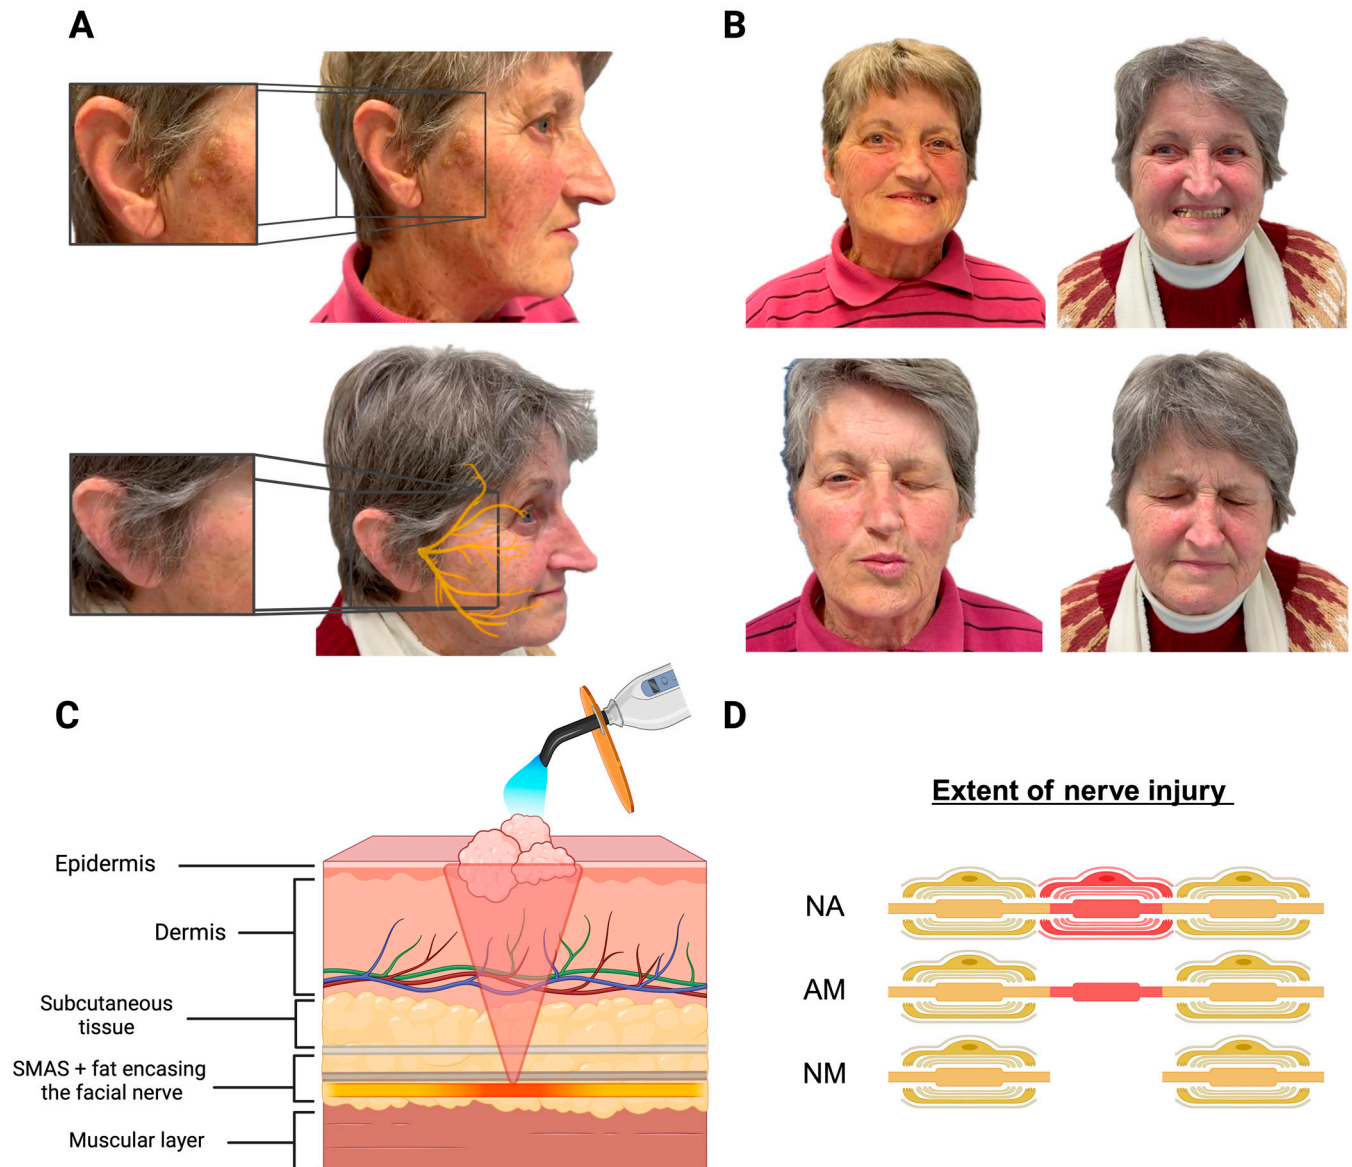 A
B
C
Epidermis
Dermis
Subcutaneous
tissue
SMAS + fat encasing
the facial nerve
Muscular layer
D
Extent of nerve injury
NA
AM
NM